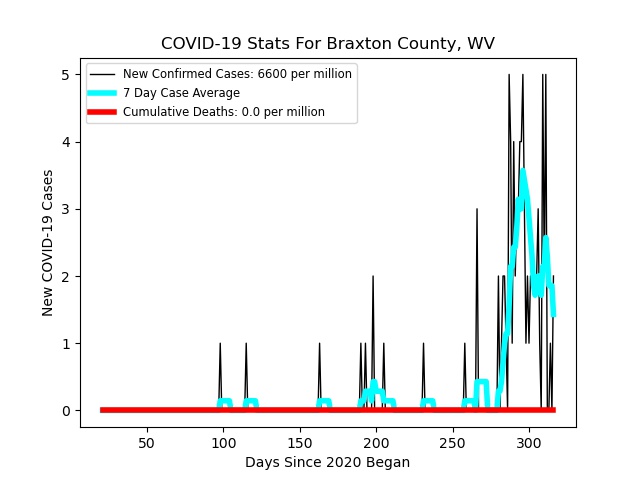 COVID-19 Stats For Braxton County, WV
New Confirmed Cases: 6600 per million
7 Day Case Average
Cumulative Deaths: 0.0 per million
New COVID-19 Cases
5
4
3
2
1
0
50 100 150 200 250 300
Days Since 2020 Began